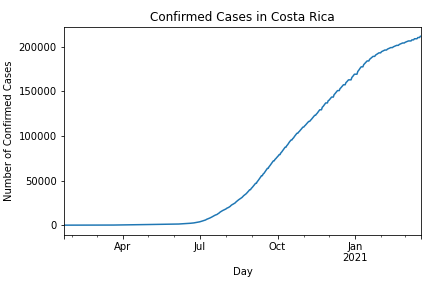 Confirmed Cases in Costa Rica
Number of Confirmed Cases
200000
150000
100000
50000
0
Apr
Jul
Oct
Jan
2021
Day